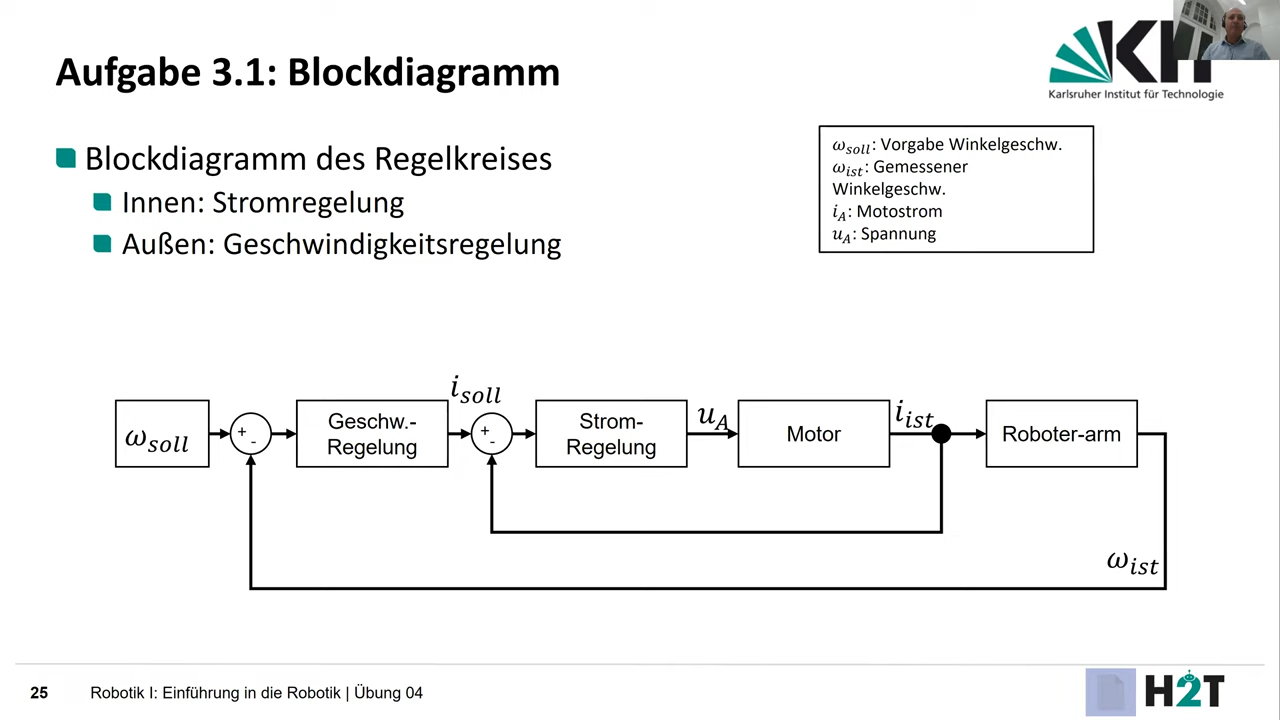 Aufgabe 3.1: Blockdiagramm
Karlsruher Institut für Technologie
Blockdiagramm des Regelkreises
Innen: Stromregelung
Außen: Geschwindigkeitsregelung
ω_soll: Vorgabe Winkelgeschw.
ω_ist: Gemessener
Winkelgeschw.
i_A: Motostrom
u_A: Spannung
ω_soll
+
-
Geschw.-
Regelung
i_soll
+
-
Strom-
Regelung
u_A
Motor
i_ist
Roboter-arm
ω_ist
25
Robotik I: Einführung in die Robotik | Übung 04
H2T